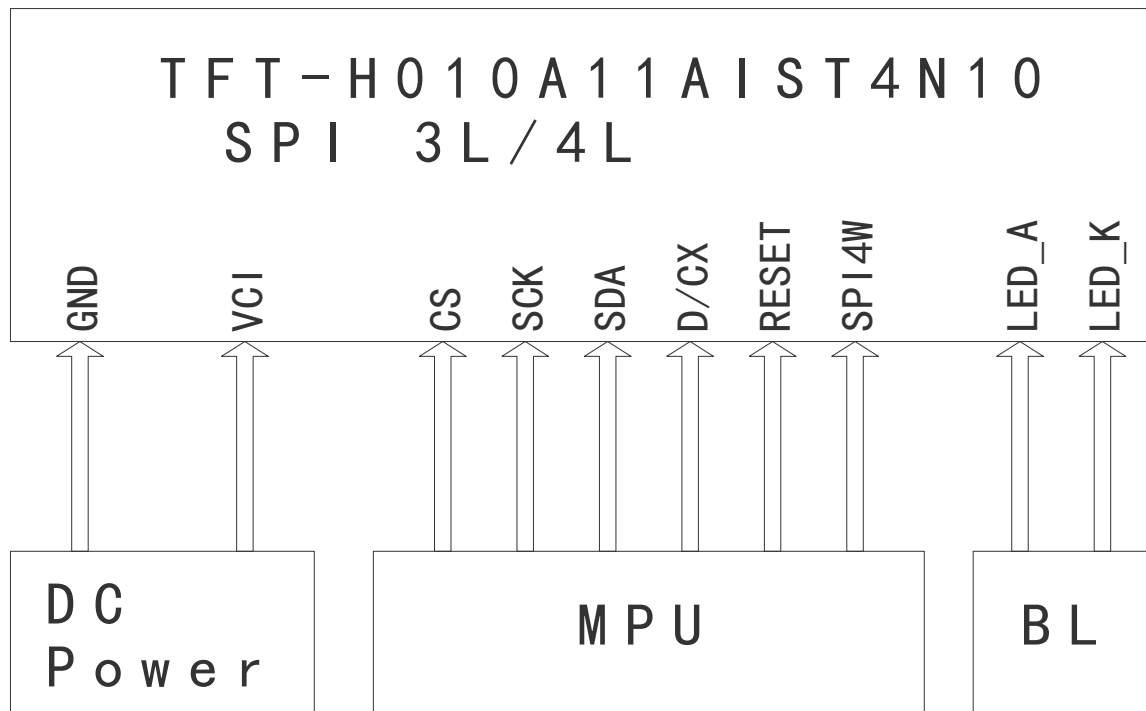 TFT-H010A11AIST4N10
SPI 3L/4L
GND
VCI
CS
SCK
SDA
D/CX
RESET
SPI4W
LED_A
LED_K
DC
Power
MPU
BL